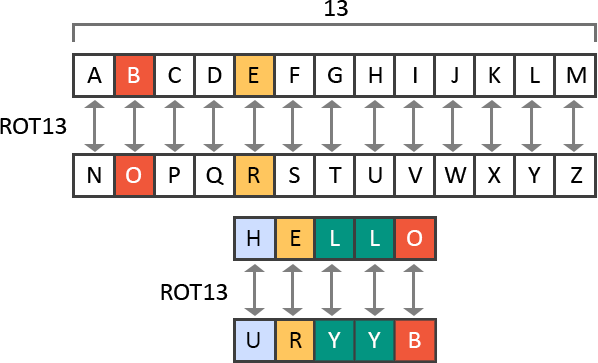 13
A B C D E F G H I J K L M
ROT13
N O P Q R S T U V W X Y Z
H E L L O
ROT13
U R Y Y B